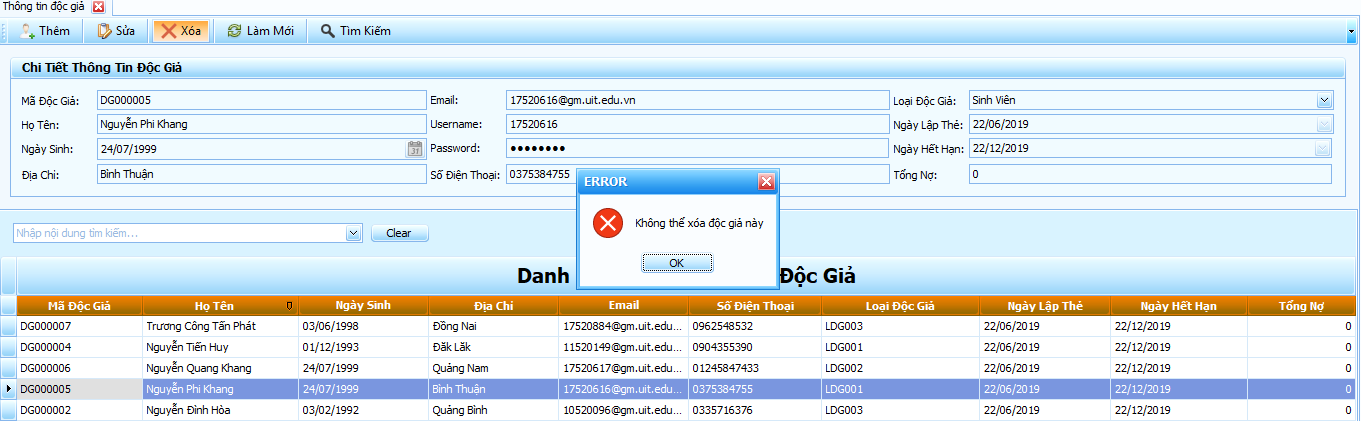 Thông tin độc giả
Thêm Sửa Xóa Làm Mới Tìm Kiếm
Chi Tiết Thông Tin Độc Giả
Mã Độc Giả: DG000005 Email: 17520616@gm.uit.edu.vn Loại Độc Giả: Sinh Viên
Họ Tên: Nguyễn Phi Khang Username: 17520616 Ngày Lập Thẻ: 22/06/2019
Ngày Sinh: 24/07/1999 31 Password: ●●●●●●●● Ngày Hết Hạn: 22/12/2019
Địa Chỉ: Bình Thuận Số Điện Thoại: 0375384755 Tổng Nợ: 0
ERROR
Không thể xóa độc giả này
OK
Nhập nội dung tìm kiếm... Clear
Danh Độc Giả
Mã Độc Giả Họ Tên Ngày Sinh Địa Chỉ Email Số Điện Thoại Loại Độc Giả Ngày Lập Thẻ Ngày Hết Hạn Tổng Nợ
DG000007 Trương Công Tấn Phát 03/06/1998 Đồng Nai 17520884@gm.uit.edu... 0962548532 LDG003 22/06/2019 22/12/2019 0
DG000004 Nguyễn Tiến Huy 01/12/1993 Đăk Lăk 11520149@gm.uit.edu... 0904355390 LDG001 22/06/2019 22/12/2019 0
DG000006 Nguyễn Quang Khang 24/07/1999 Quảng Nam 17520617@gm.uit.edu... 01245847433 LDG002 22/06/2019 22/12/2019 0
DG000005 Nguyễn Phi Khang 24/07/1999 Bình Thuận 17520616@gm.uit.edu... 0375384755 LDG001 22/06/2019 22/12/2019 0
DG000002 Nguyễn Đình Hòa 03/02/1992 Quảng Bình 10520096@gm.uit.edu... 0335716376 LDG003 22/06/2019 22/12/2019 0